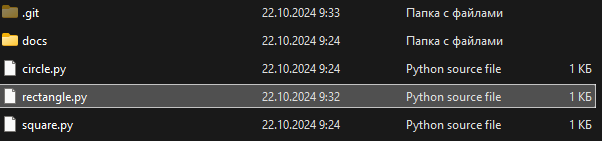 .git 22.10.2024 9:33 Папка с файлами
docs 22.10.2024 9:24 Папка с файлами
circle.py 22.10.2024 9:24 Python source file 1 КБ
rectangle.py 22.10.2024 9:32 Python source file 1 КБ
square.py 22.10.2024 9:24 Python source file 1 КБ